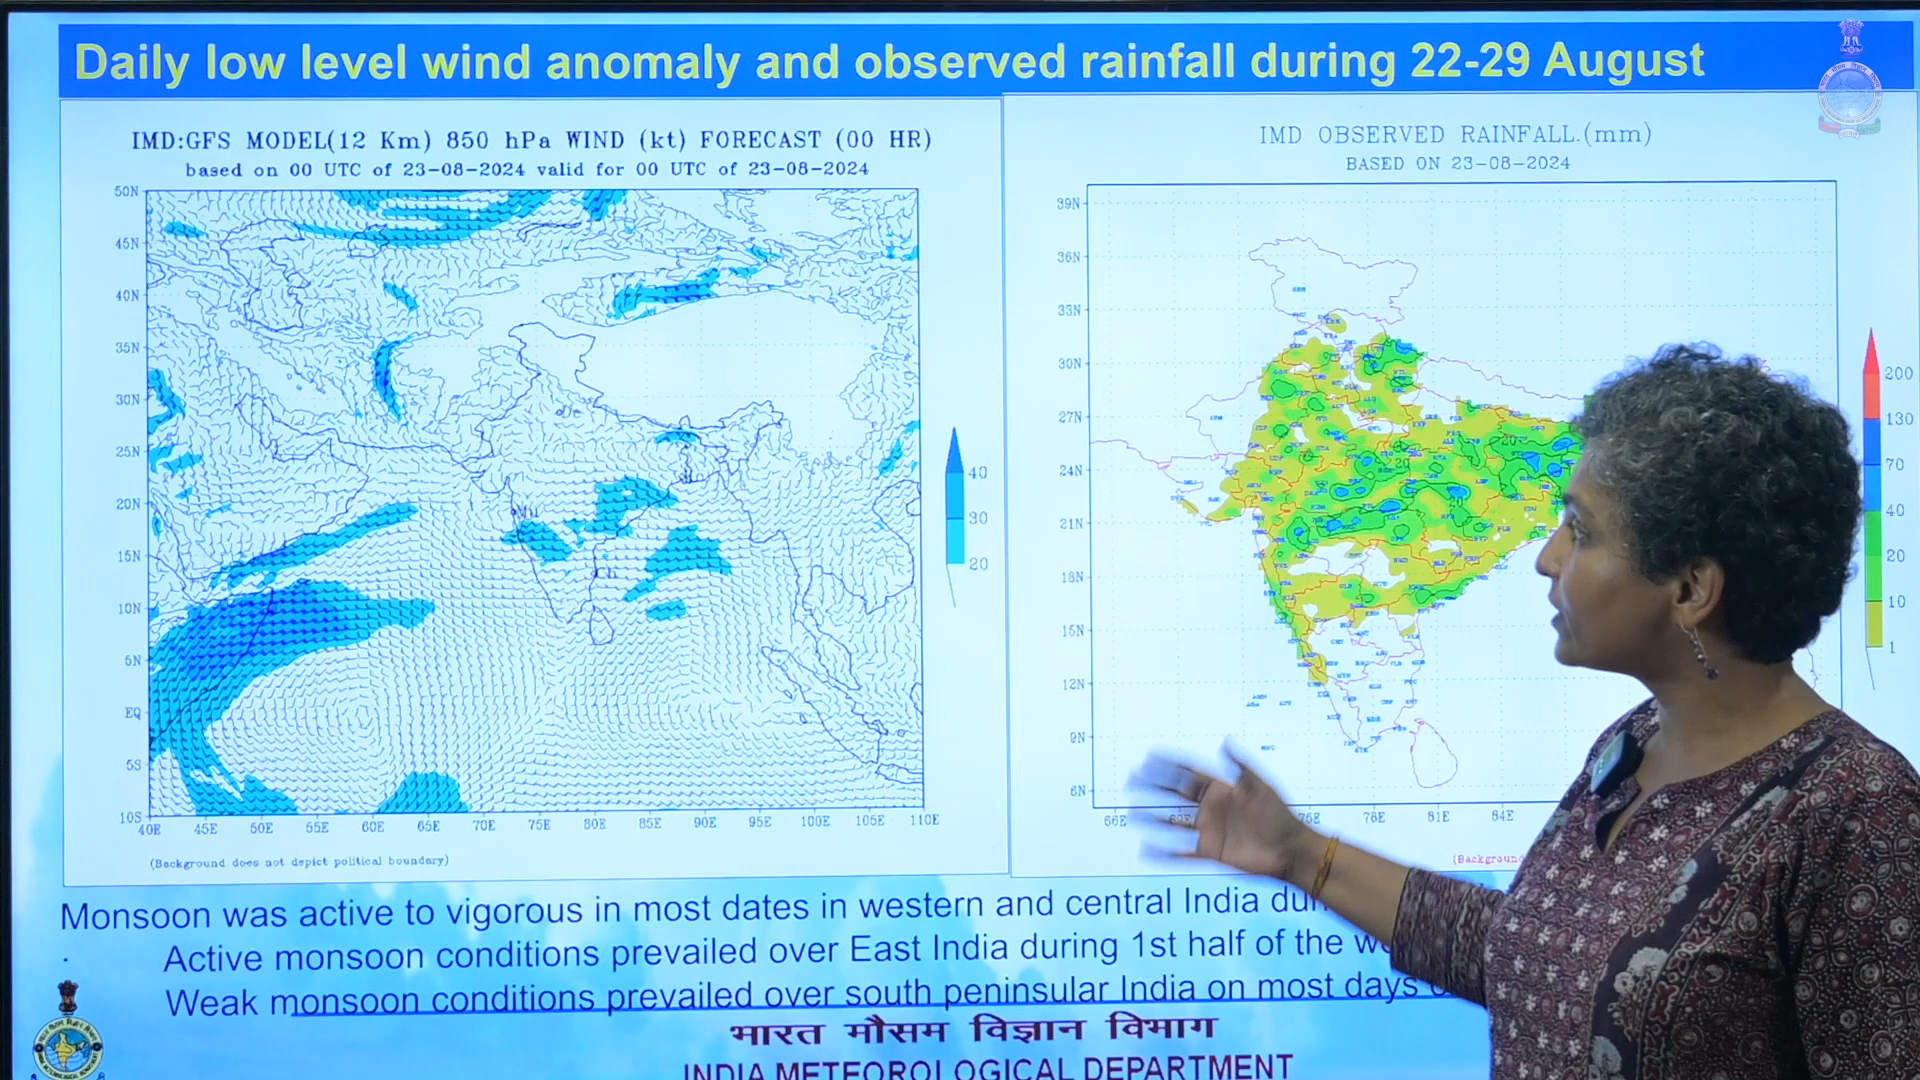 Daily low level wind anomaly and observed rainfall during 22-29 August
IMD:GFS MODEL(12 Km) 850 hPa WIND (kt) FORECAST (00 HR)
based on 00 UTC of 23-08-2024 valid for 00 UTC of 23-08-2024
50N
45N
40N
35N
30N
25N
20N
15N
10N
5N
EQ
5S
10S
40E 45E 50E 55E 60E 65E 70E 75E 80E 85E 90E 95E 100E 105E 110E
40
30
20
(Background does not depict political boundary)
IMD OBSERVED RAINFALL.(mm)
BASED ON 23-08-2024
39N
36N
33N
30N
27N
24N
21N
18N
15N
12N
9N
6N
66E 75E 78E 81E 84E
200
130
70
40
20
10
1
(Background
Monsoon was active to vigorous in most dates in western and central India
Active monsoon conditions prevailed over East India during 1st half of the
Weak monsoon conditions prevailed over south peninsular India on most days
भारत मौसम विज्ञान विभाग
INDIA METEOROLOGICAL DEPARTMENT